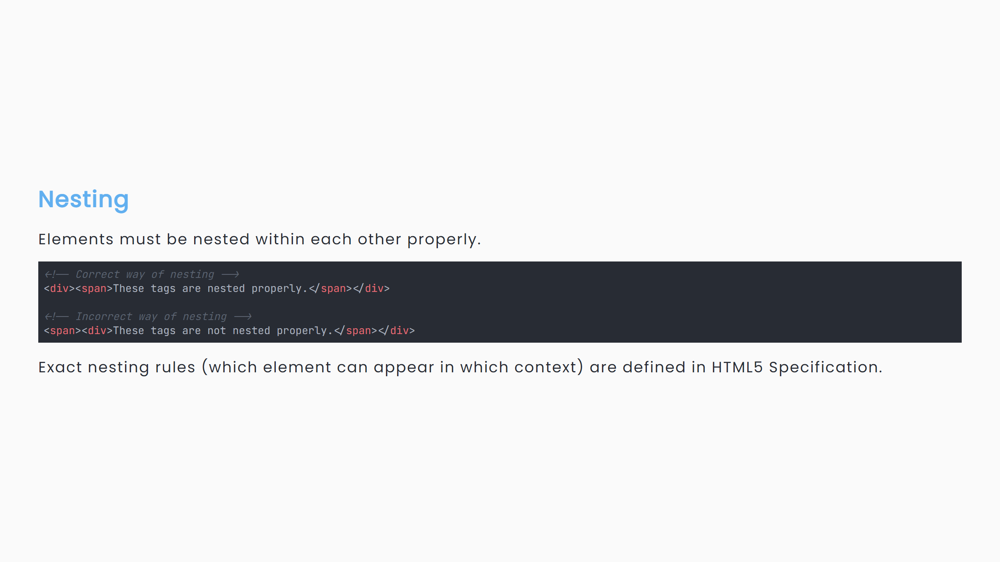 Nesting
Elements must be nested within each other properly.
<!-- Correct way of nesting -->
<div><span>These tags are nested properly.</span></div>
<!-- Incorrect way of nesting -->
<span><div>These tags are not nested properly.</span></div>
Exact nesting rules (which element can appear in which context) are defined in HTML5 Specification.